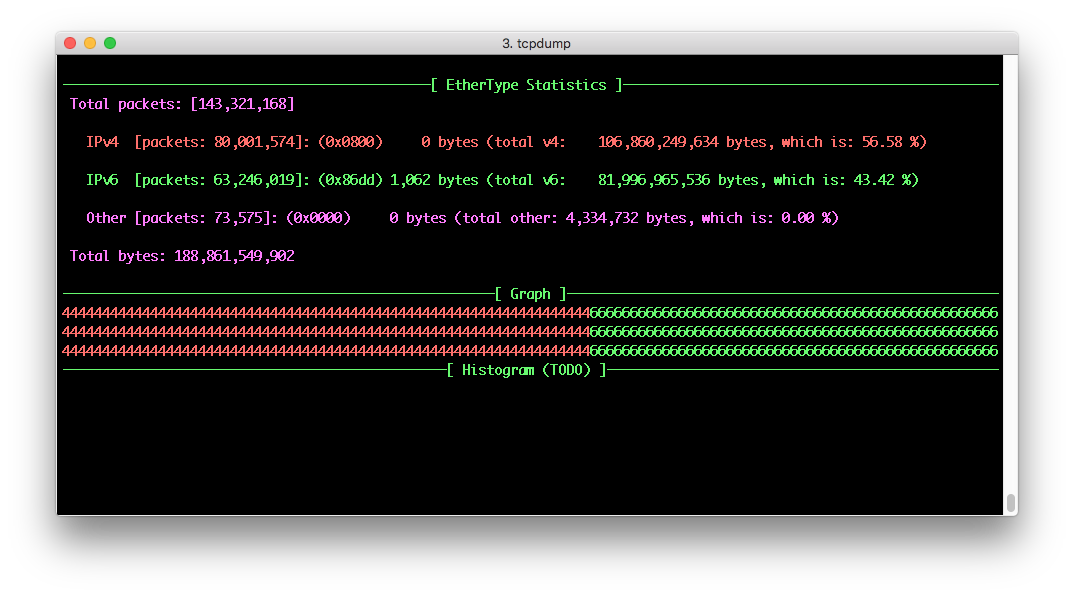 3. tcpdump
[ EtherType Statistics ]
Total packets: [143,321,168]
IPv4 [packets: 80,001,574]: (0x0800) 0 bytes (total v4: 106,860,249,634 bytes, which is: 56.58 %)
IPv6 [packets: 63,246,019]: (0x86dd) 1,062 bytes (total v6: 81,996,965,536 bytes, which is: 43.42 %)
Other [packets: 73,575]: (0x0000) 0 bytes (total other: 4,334,732 bytes, which is: 0.00 %)
Total bytes: 188,861,549,902
[ Graph ]
444444444444444444444444444444444444444444444444444444444444444444666666666666666666666666666666666666666666666666666
444444444444444444444444444444444444444444444444444444444444444444666666666666666666666666666666666666666666666666666
444444444444444444444444444444444444444444444444444444444444444444666666666666666666666666666666666666666666666666666
[ Histogram (TODO) ]